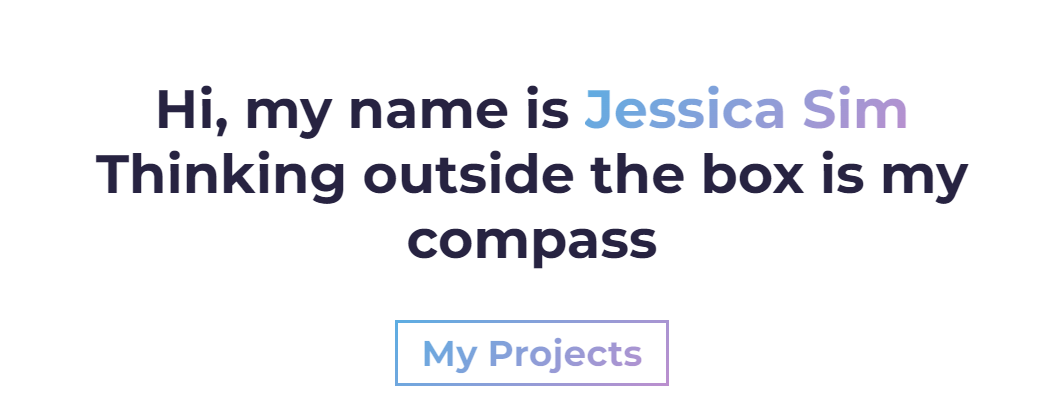 Hi, my name is Jessica Sim
Thinking outside the box is my
compass
My Projects